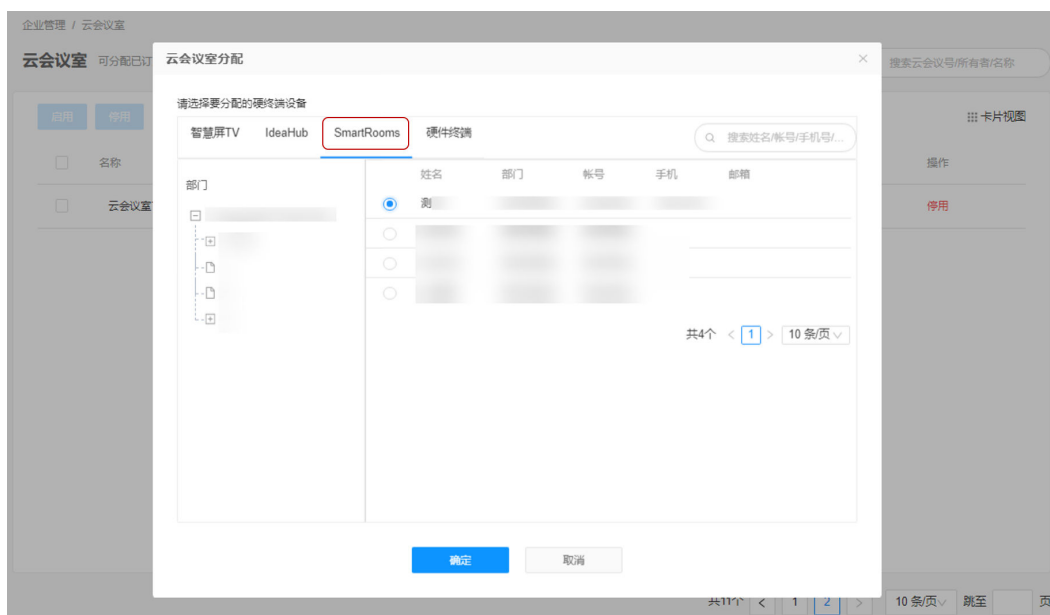 企业管理 / 云会议室
云会议室 可分配已订
搜索云会议号/所有者/名称
启用 停用
卡片视图
名称 操作
云会议室 停用
云会议室分配
请选择要分配的硬终端设备
智慧屏TV IdeaHub SmartRooms 硬件终端
搜索姓名/帐号/手机号/...
部门
姓名 部门 帐号 手机 邮箱
测
共4个 < 1 > 10 条/页
确定 取消
共11个 < 1 2 > 10 条/页 跳至 页